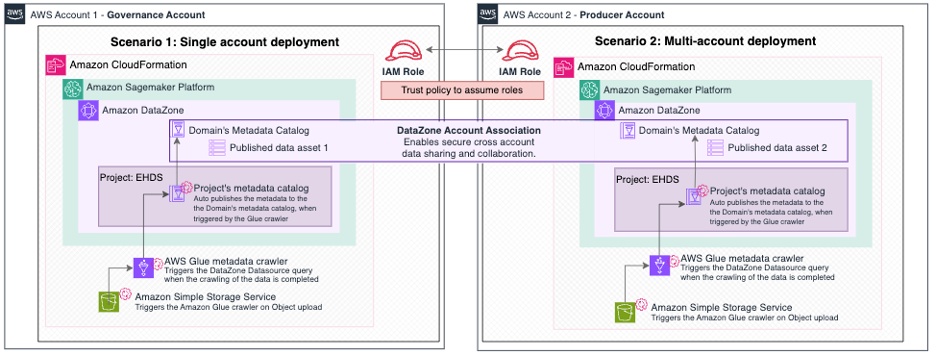 aws
AWS Account 1 - Governance Account
Scenario 1: Single account deployment
Amazon CloudFormation
Amazon Sagemaker Platform
Amazon DataZone
Domain's Metadata Catalog
Published data asset 1
Project: EHDS
Project's metadata catalog
Auto publishes the metadata to the
the Domain's metadata catalog, when
triggered by the Glue crawler
AWS Glue metadata crawler
Triggers the DataZone Datasource query
when the crawling of the data is completed
Amazon Simple Storage Service
Triggers the Amazon Glue crawler on Object upload
IAM Role
IAM Role
Trust policy to assume roles
DataZone Account Association
Enables secure cross account
data sharing and collaboration.
aws
AWS Account 2 - Producer Account
Scenario 2: Multi-account deployment
Amazon CloudFormation
Amazon Sagemaker Platform
Amazon DataZone
Domain's Metadata Catalog
Published data asset 2
Project: EHDS
Project's metadata catalog
Auto publishes the metadata to the
the Domain's metadata catalog, when
triggered by the Glue crawler
AWS Glue metadata crawler
Triggers the DataZone Datasource query
when the crawling of the data is completed
Amazon Simple Storage Service
Triggers the Amazon Glue crawler on Object upload